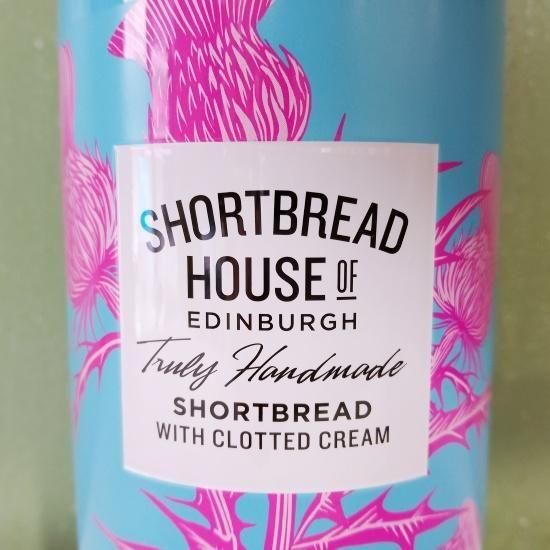 SHORTBREAD
HOUSE OF
EDINBURGH
Truly Handmade
SHORTBREAD
WITH CLOTTED CREAM